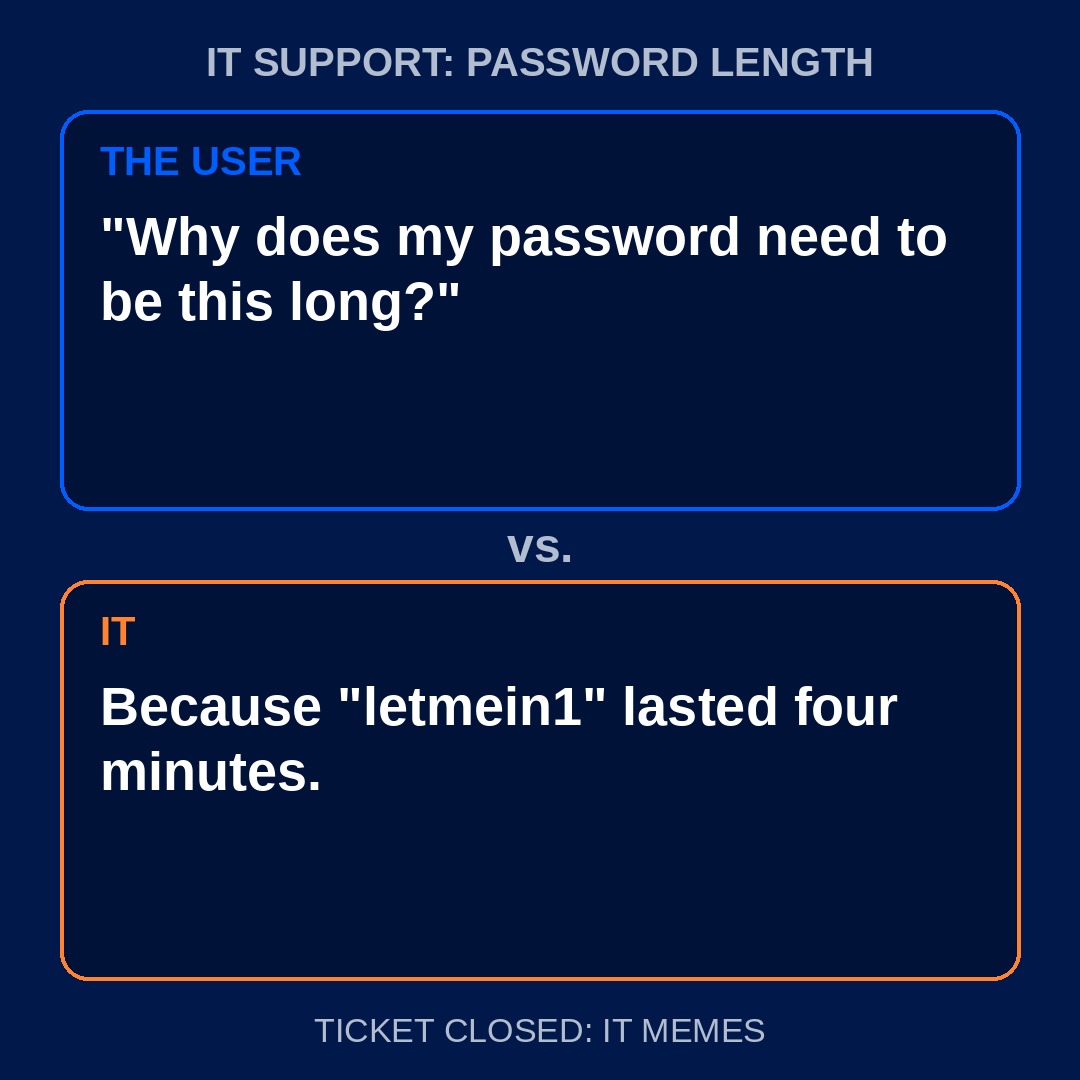 IT SUPPORT: PASSWORD LENGTH
THE USER
"Why does my password need to
be this long?"
vs.
IT
Because "letmein1" lasted four
minutes.
TICKET CLOSED: IT MEMES